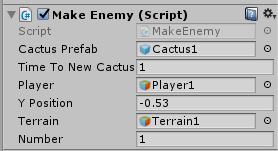 Make Enemy (Script)
Script MakeEnemy
Cactus Prefab Cactus1
Time To New Cactus 1
Player Player1
Y Position -0.53
Terrain Terrain1
Number 1